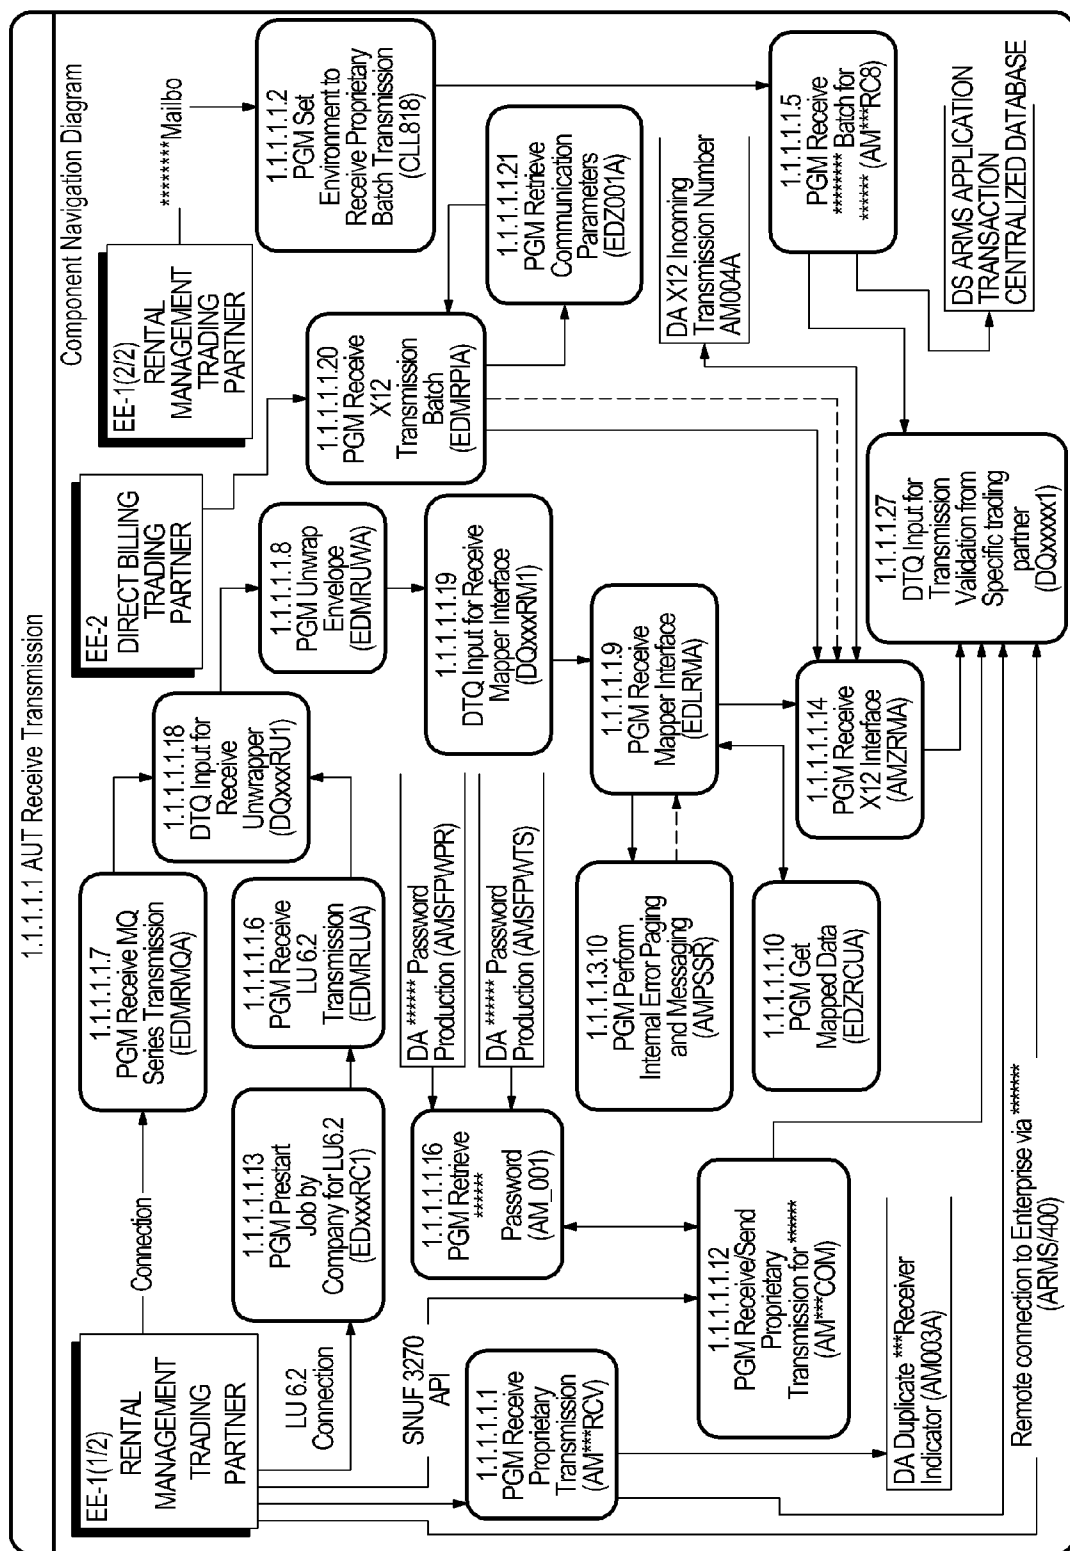 1.1.1.1.1 AUT Receive Transmission
Component Navigation Diagram
EE-1(1/2)
RENTAL
MANAGEMENT
TRADING
PARTNER
Connection
1.1.1.1.1.7
PGM Receive MQ
Series Transmission
(EDMRMQA)
1.1.1.1.1.18
DTQ Input for
Receive
Unwrapper
(DQxxxRU1)
EE-2
DIRECT BILLING
TRADING
PARTNER
EE-1(2/2)
RENTAL
MANAGEMENT
TRADING
PARTNER
********Mailbo
LU 6.2
Connection
1.1.1.1.1.13
PGM Prestart
Job by
Company for LU6.2
(EDxxxRC1)
1.1.1.1.1.6
PGM Receive
LU 6.2
Transmission
(EDMRLUA)
1.1.1.1.1.8
PGM Unwrap
Envelope
(EDMRUWA)
1.1.1.1.1.20
PGM Receive
X12
Transmission
Batch
(EDMRPIA)
1.1.1.1.1.2
PGM Set
Environment to
Receive Proprietary
Batch Transmission
(CLL818)
SNUF 3270
API
1.1.1.1.1.16
PGM Retrieve
******
Password
(AM_001)
DA ****** Password
Production (AMSFPWPR)
DA ****** Password
Production (AMSFPWTS)
1.1.1.1.1.19
DTQ Input for Receive
Mapper Interface
(DQxxxRM1)
1.1.1.1.1.21
PGM Retrieve
Communication
Parameters
(EDZ001A)
1.1.1.1.1.1
PGM Receive
Proprietary
Transmission
(AM***RCV)
1.1.1.1.3.10
PGM Perform
Internal Error Paging
and Messaging
(AMPSSR)
1.1.1.1.1.9
PGM Receive
Mapper Interface
(EDLRMA)
DA X12 Incoming
Transmission Number
AM004A
1.1.1.1.1.12
PGM Receive/Send
Proprietary
Transmission for ******
(AM***COM)
1.1.1.1.1.10
PGM Get
Mapped Data
(EDZRCUA)
1.1.1.1.1.14
PGM Receive
X12 Interface
(AMZRMA)
1.1.1.1.1.5
PGM Receive
********* Batch for
****** (AM***RC8)
DA Duplicate ***Receiver
Indicator (AM003A)
1.1.1.1.1.27
DTQ Input for
Transmission
Validation from
Specific trading
partner
(DQxxxxx1)
DS ARMS APPLICATION
TRANSACTION
CENTRALIZED DATABASE
Remote connection to Enterprise via ********
(ARMS/400)